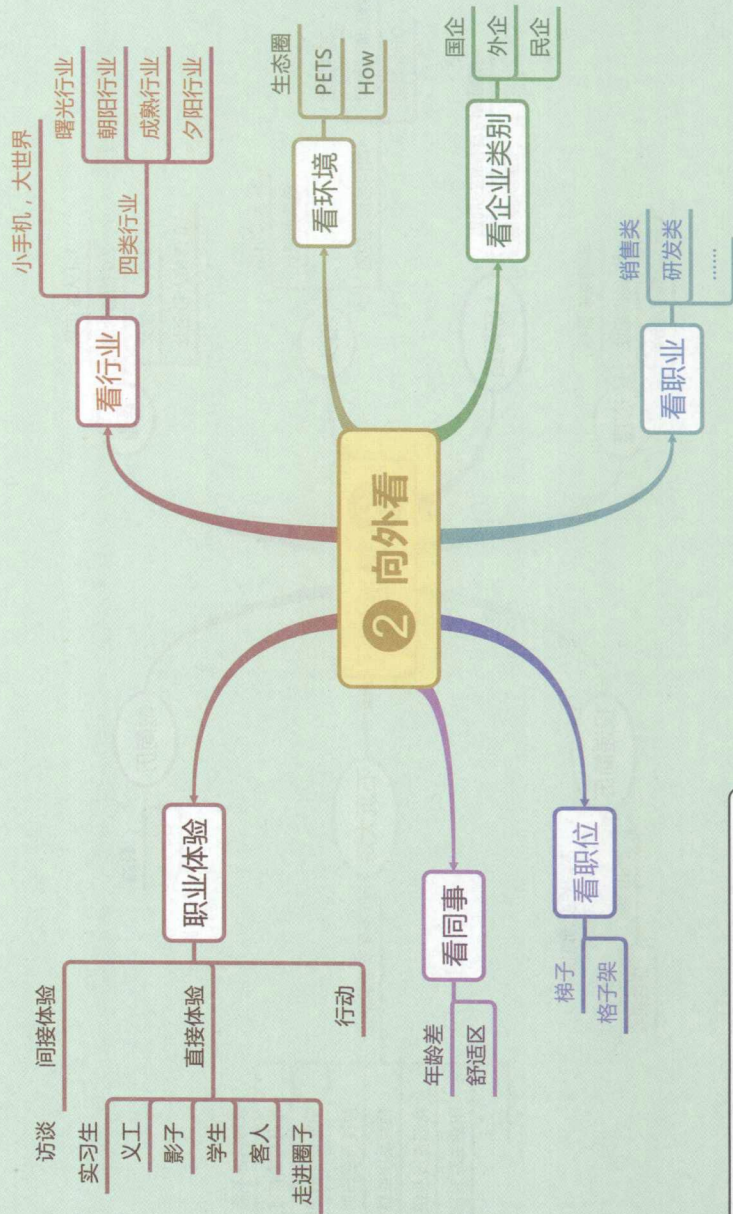 ❷ 向外看
看行业
小手机，大世界
四类行业
曙光行业
朝阳行业
成熟行业
夕阳行业
看环境
生态圈
PETS
How
看企业类别
国企
外企
民企
看职业
销售类
研发类
……
看职位
梯子
格子架
看同事
年龄差
舒适区
职业体验
间接体验
访谈
直接体验
实习生
义工
影子
学生
客人
走进圈子
行动